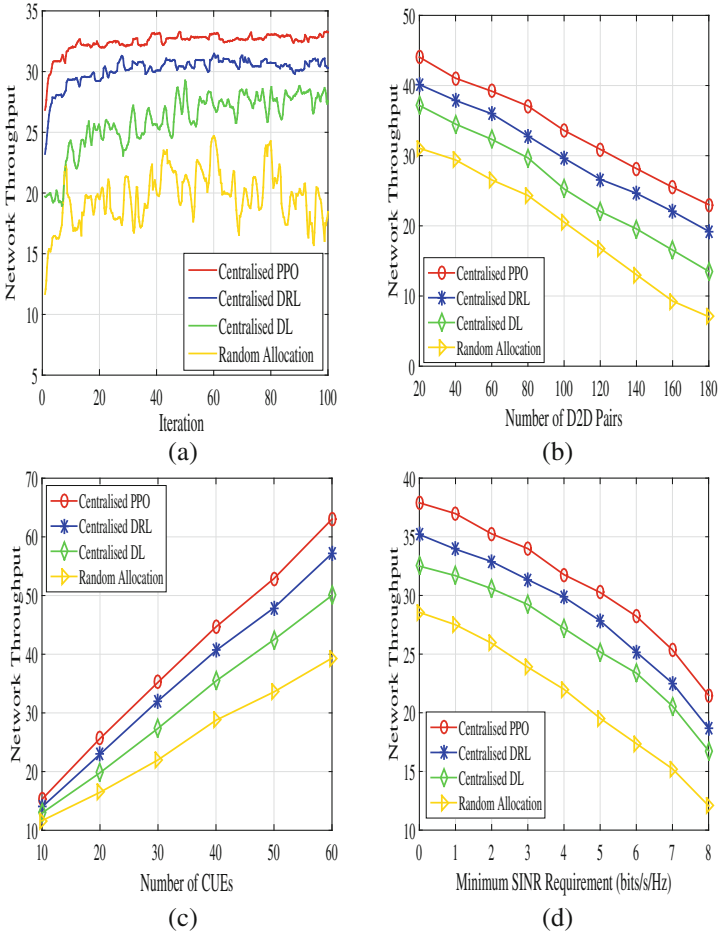 35
30
25
20
15
10
5
Network Throughput
Centralised PPO
Centralised DRL
Centralised DL
Random Allocation
0 20 40 60 80 100
Iteration
(a)
50
40
30
20
10
0
Network Throughput
Centralised PPO
Centralised DRL
Centralised DL
Random Allocation
20 40 60 80 100 120 140 160 180
Number of D2D Pairs
(b)
70
60
50
40
30
20
10
Network Throughput
Centralised PPO
Centralised DRL
Centralised DL
Random Allocation
10 20 30 40 50 60
Number of CUEs
(c)
40
35
30
25
20
15
10
Network Throughput
Centralised PPO
Centralised DRL
Centralised DL
Random Allocation
0 1 2 3 4 5 6 7 8
Minimum SINR Requirement (bits/s/Hz)
(d)